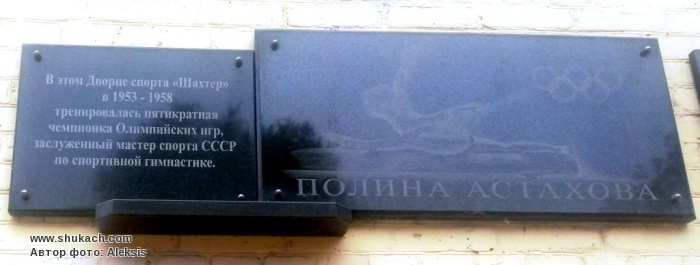 В этом Дворце спорта «Шахтер»
в 1953 - 1958
тренировалась пятикратная
чемпионка Олимпийских игр,
заслуженный мастер спорта СССР
по спортивной гимнастике.
ПОЛИНА АСТАХОВА
www.shukach.com
Автор фото: Aleksis